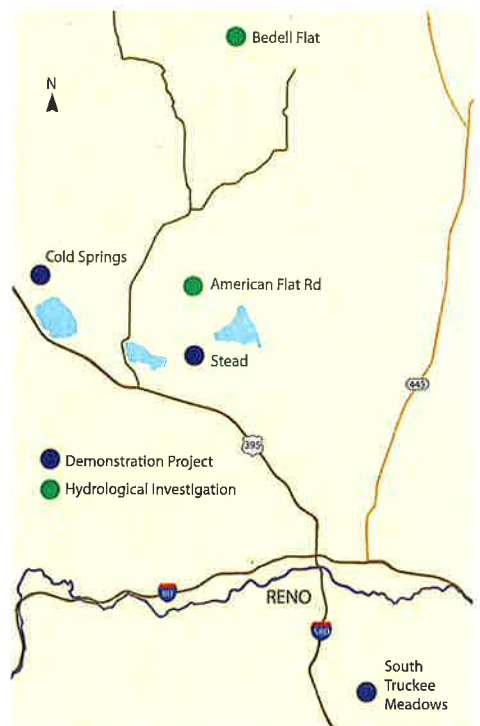 Bedell Flat
N
Cold Springs
American Flat Rd
Stead
445
395
Demonstration Project
Hydrological Investigation
80
RENO
580
South
Truckee
Meadows